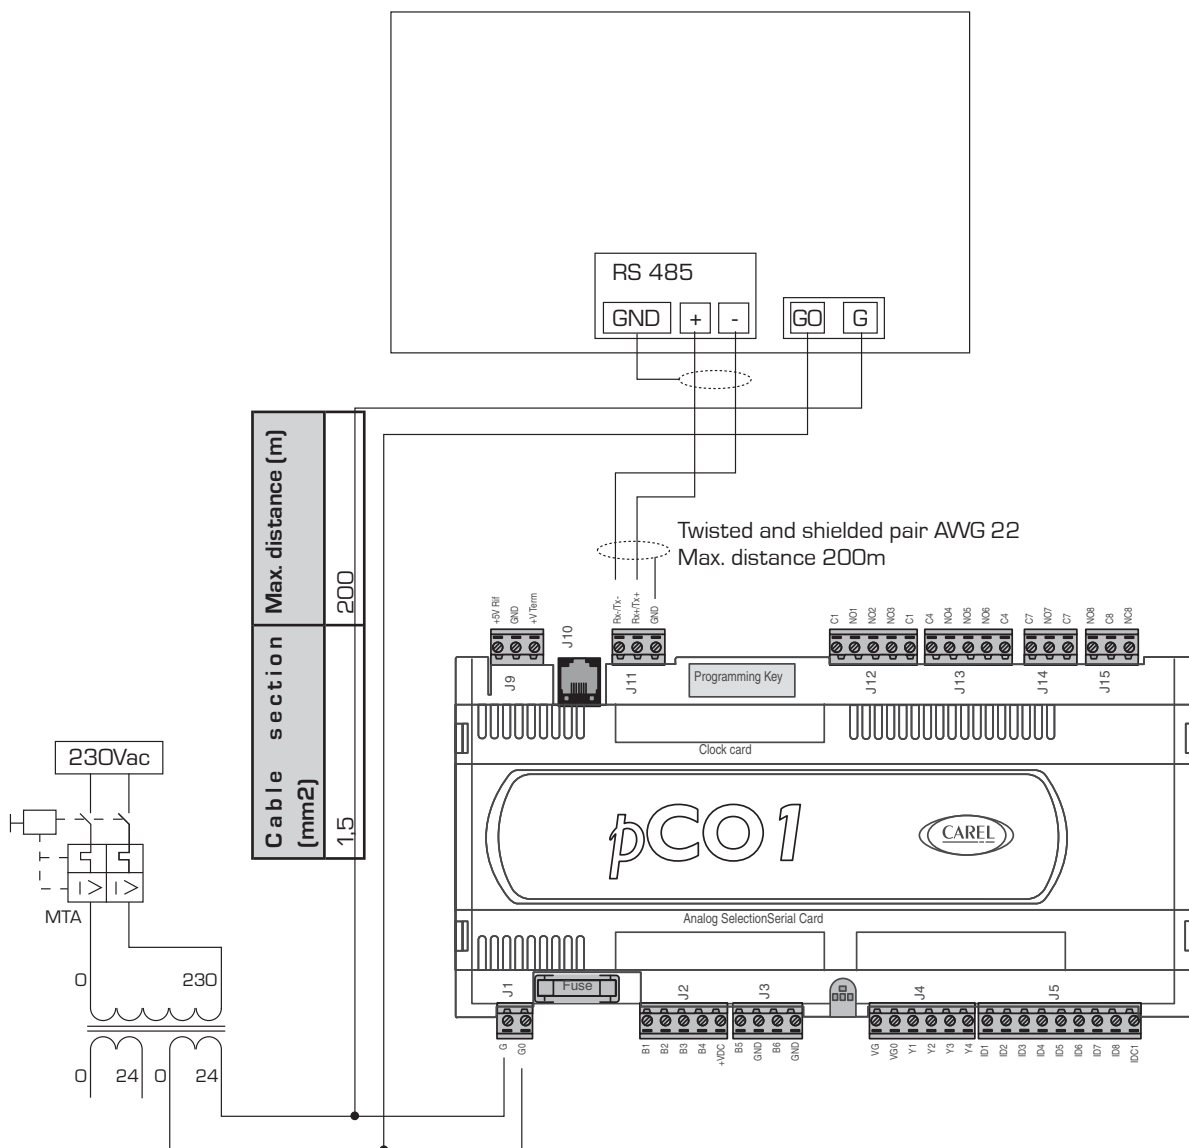 RS 485
GND + - G0 G
Max. distance (m)
200
Cable section
(mm2)
1,5
Twisted and shielded pair AWG 22
Max. distance 200m
+5V Rif
GND
+V Term
J9
J10
Rx-/Tx-
Rx+/Tx+
GND
J11
Programming Key
C1 NO1 NO2 NO3 C1
J12
C4 NO4 NO5 NO6 C4
J13
C7 NO7 C7
J14
NO8 C8 NC8
J15
Clock card
pCO1
CAREL
Analog SelectionSerial Card
230Vac
I> I>
MTA
0 230
0 24 0 24
J1
G G0
Fuse
J2
B1 B2 B3 B4 +VDC
J3
B5 GND B6 GND
J4
VG VG0 Y1 Y2 Y3 Y4
J5
ID1 ID2 ID3 ID4 ID5 ID6 ID7 ID8 IDC1